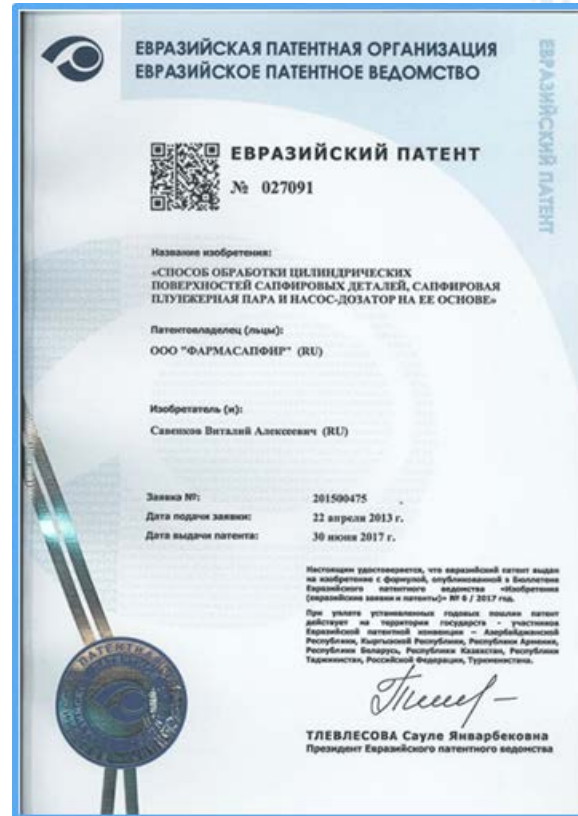 ЕВРАЗИЙСКАЯ ПАТЕНТНАЯ ОРГАНИЗАЦИЯ
ЕВРАЗИЙСКОЕ ПАТЕНТНОЕ ВЕДОМСТВО
ЕВРАЗИЙСКИЙ ПАТЕНТ
ЕВРАЗИЙСКИЙ ПАТЕНТ
№ 027091
Название изобретения:
«СПОСОБ ОБРАБОТКИ ЦИЛИНДРИЧЕСКИХ
ПОВЕРХНОСТЕЙ САПФИРОВЫХ ДЕТАЛЕЙ, САПФИРОВАЯ
ПЛУНЖЕРНАЯ ПАРА И НАСОС-ДОЗАТОР НА ЕЕ ОСНОВЕ»
Патентовладелец (льцы):
ООО "ФАРМАСАПФИР" (RU)
Изобретатель (и):
Савенков Виталий Алексеевич (RU)
Заявка №: 201500475
Дата подачи заявки: 22 апреля 2013 г.
Дата выдачи патента: 30 июня 2017 г.
Настоящим удостоверяется, что евразийский патент выдан
на изобретение с формулой, опубликованной в Бюллетене
Евразийского патентного ведомства «Изобретения
(евразийские заявки и патенты)» № 6 / 2017 год.
При уплате установленных годовых пошлин патент
действует на территории государств - участников
Евразийской патентной конвенции – Азербайджанской
Республики, Кыргызской Республики, Республики Армения,
Республики Беларусь, Республики Казахстан, Республики
Таджикистан, Российской Федерации, Туркменистана.
ТЛЕВЛЕСОВА Сауле Январбековна
Президент Евразийского патентного ведомства